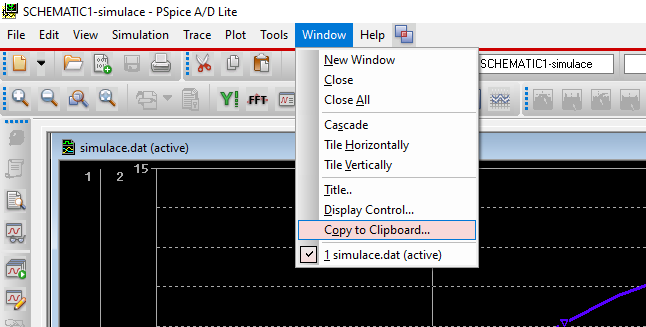 SCHEMATIC1-simulace - PSpice A/D Lite
File Edit View Simulation Trace Plot Tools Window Help
SCHEMATIC1-simulace
Y! FFT
New Window
Close
Close All
Cascade
Tile Horizontally
Tile Vertically
Title..
Display Control...
Copy to Clipboard...
1 simulace.dat (active)
simulace.dat (active)
1 2 15